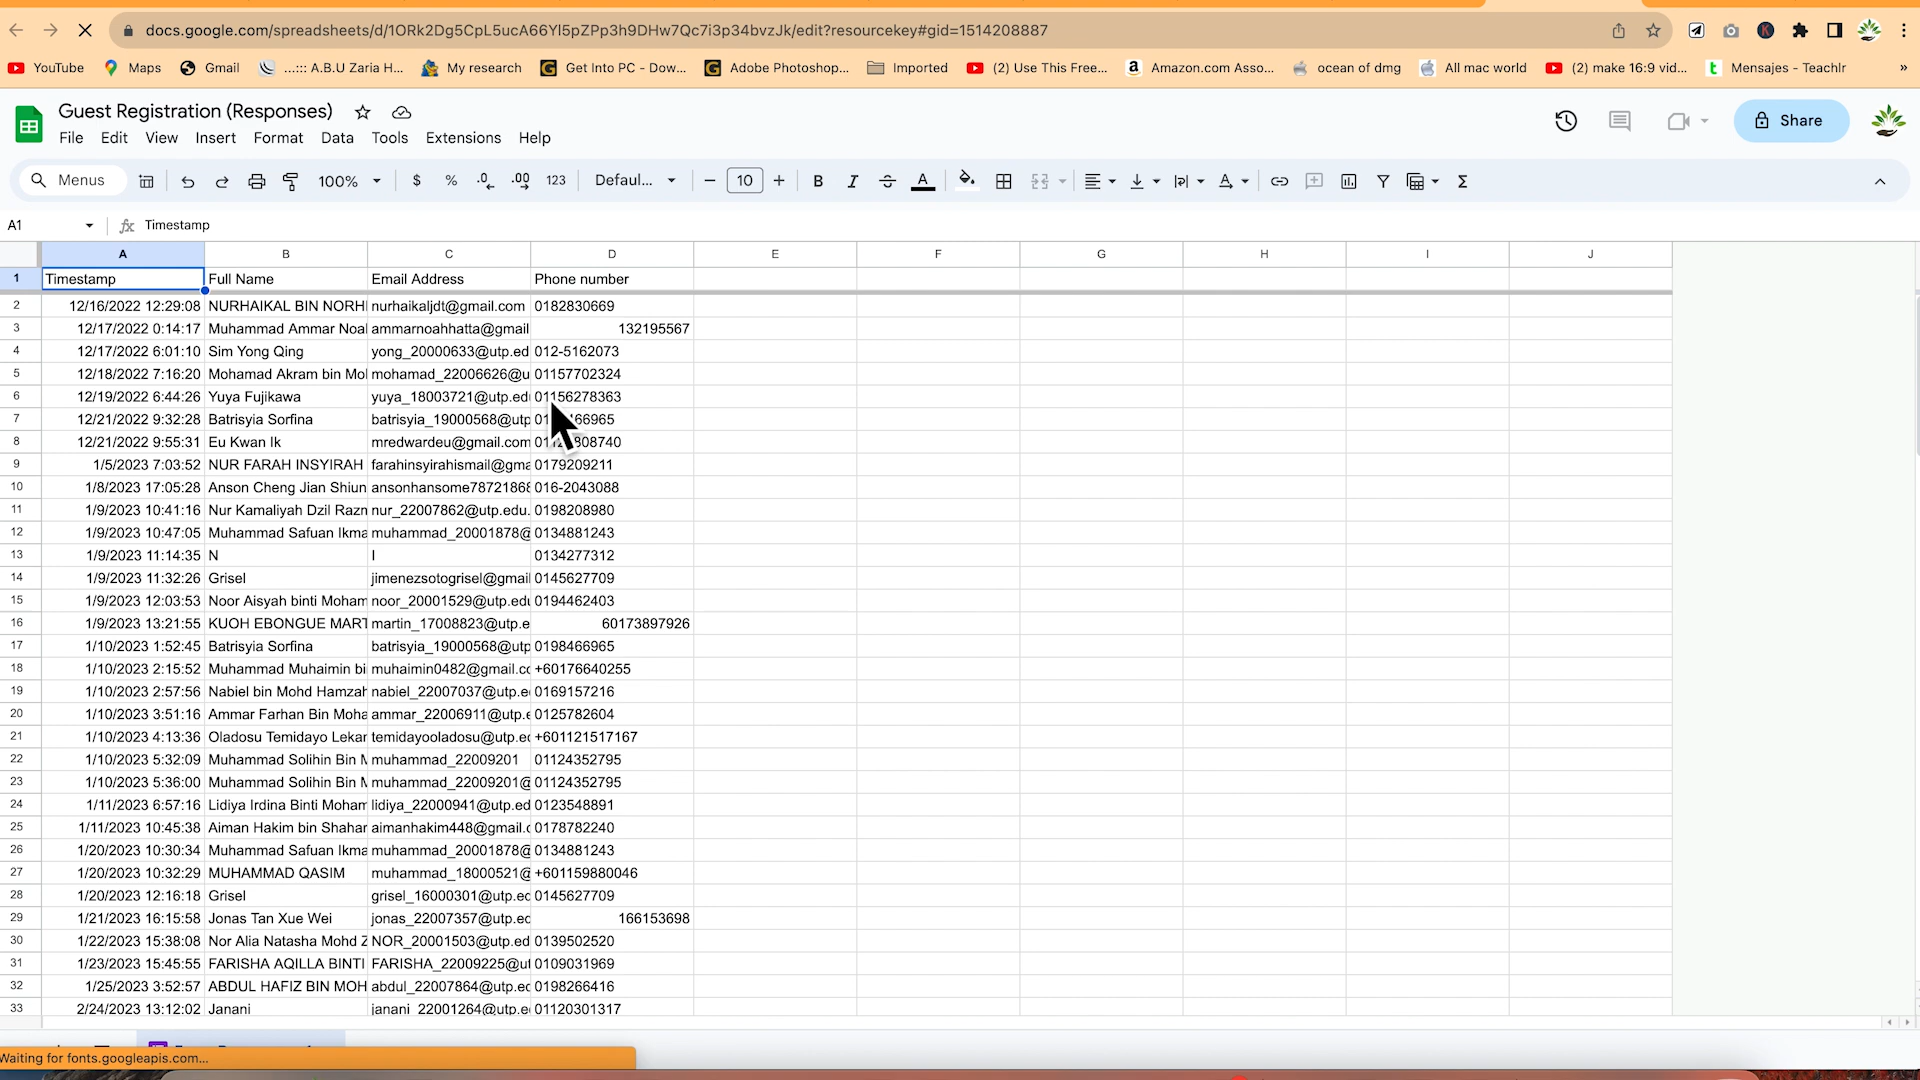 docs.google.com/spreadsheets/d/1ORk2Dg5CpL5ucA66Yl5pZPp3h9DHw7Qc7i3p34bvzJk/edit?resourcekey#gid=1514208887
YouTube Maps Gmail ...::: A.B.U Zaria H... My research Get Into PC - Dow... Adobe Photoshop... Imported (2) Use This Free... Amazon.com Asso... ocean of dmg All mac world (2) make 16:9 vid... Mensajes - Teachlr »
Guest Registration (Responses)
Share
File Edit View Insert Format Data Tools Extensions Help
Menus 100% $ % .0 .00 123 Defaul... − 10 + B I S A Σ
A1 fx Timestamp
A B C D E F G H I J
1 Timestamp Full Name Email Address Phone number
2 12/16/2022 12:29:08 NURHAIKAL BIN NORHI nurhaikaljdt@gmail.com 0182830669
3 12/17/2022 0:14:17 Muhammad Ammar Noal ammarnoahhatta@gmail 132195567
4 12/17/2022 6:01:10 Sim Yong Qing yong_20000633@utp.ed 012-5162073
5 12/18/2022 7:16:20 Mohamad Akram bin Mol mohamad_22006626@u 01157702324
6 12/19/2022 6:44:26 Yuya Fujikawa yuya_18003721@utp.edu 01156278363
7 12/21/2022 9:32:28 Batrisyia Sorfina batrisyia_19000568@utp
8 12/21/2022 9:55:31 Eu Kwan Ik mredwardeu@gmail.com
9 1/5/2023 7:03:52 NUR FARAH INSYIRAH farahinsyirahismail@gma 0179209211
10 1/8/2023 17:05:28 Anson Cheng Jian Shiun ansonhansome78721868 016-2043088
11 1/9/2023 10:41:16 Nur Kamaliyah Dzil Razn nur_22007862@utp.edu. 0198208980
12 1/9/2023 10:47:05 Muhammad Safuan Ikma muhammad_20001878@ 0134881243
13 1/9/2023 11:14:35 N I 0134277312
14 1/9/2023 11:32:26 Grisel jimenezsotogrisel@gmail 0145627709
15 1/9/2023 12:03:53 Noor Aisyah binti Moham noor_20001529@utp.edu 0194462403
16 1/9/2023 13:21:55 KUOH EBONGUE MART martin_17008823@utp.e 60173897926
17 1/10/2023 1:52:45 Batrisyia Sorfina batrisyia_19000568@utp 0198466965
18 1/10/2023 2:15:52 Muhammad Muhaimin bi muhaimin0482@gmail.cc +60176640255
19 1/10/2023 2:57:56 Nabiel bin Mohd Hamzah nabiel_22007037@utp.e 0169157216
20 1/10/2023 3:51:16 Ammar Farhan Bin Moha ammar_22006911@utp.e 0125782604
21 1/10/2023 4:13:36 Oladosu Temidayo Lekar temidayooladosu@utp.ec +601121517167
22 1/10/2023 5:32:09 Muhammad Solihin Bin M muhammad_22009201 01124352795
23 1/10/2023 5:36:00 Muhammad Solihin Bin M muhammad_22009201@ 01124352795
24 1/11/2023 6:57:16 Lidiya Irdina Binti Moham lidiya_22000941@utp.ed 0123548891
25 1/11/2023 10:45:38 Aiman Hakim bin Shahar aimanhakim448@gmail.c 0178782240
26 1/20/2023 10:30:34 Muhammad Safuan Ikma muhammad_20001878@ 0134881243
27 1/20/2023 10:32:29 MUHAMMAD QASIM muhammad_18000521@ +601159880046
28 1/20/2023 12:16:18 Grisel grisel_16000301@utp.ed 0145627709
29 1/21/2023 16:15:58 Jonas Tan Xue Wei jonas_22007357@utp.ec 166153698
30 1/22/2023 15:38:08 Nor Alia Natasha Mohd Z NOR_20001503@utp.ed 0139502520
31 1/23/2023 15:45:55 FARISHA AQILLA BINTI FARISHA_22009225@ut 0109031969
32 1/25/2023 3:52:57 ABDUL HAFIZ BIN MOH abdul_22007864@utp.ec 0198266416
33 2/24/2023 13:12:02 Janani janani_22001264@utp.e 01120301317
Waiting for fonts.googleapis.com...